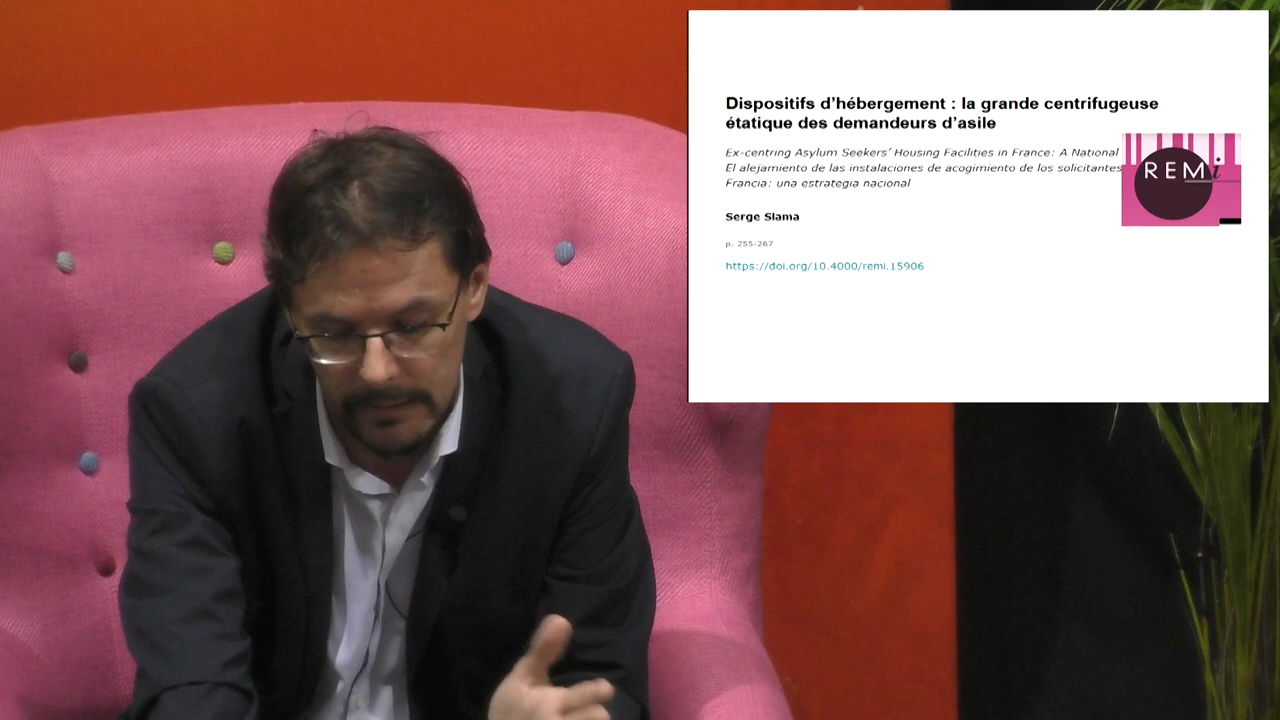 Dispositifs d’hébergement : la grande centrifugeuse
étatique des demandeurs d’asile
Ex-centring Asylum Seekers’ Housing Facilities in France: A National
El alejamiento de las instalaciones de acogimiento de los solicitantes
Francia: una estrategia nacional
REMi
Serge Slama
p. 255-267
https://doi.org/10.4000/remi.15906